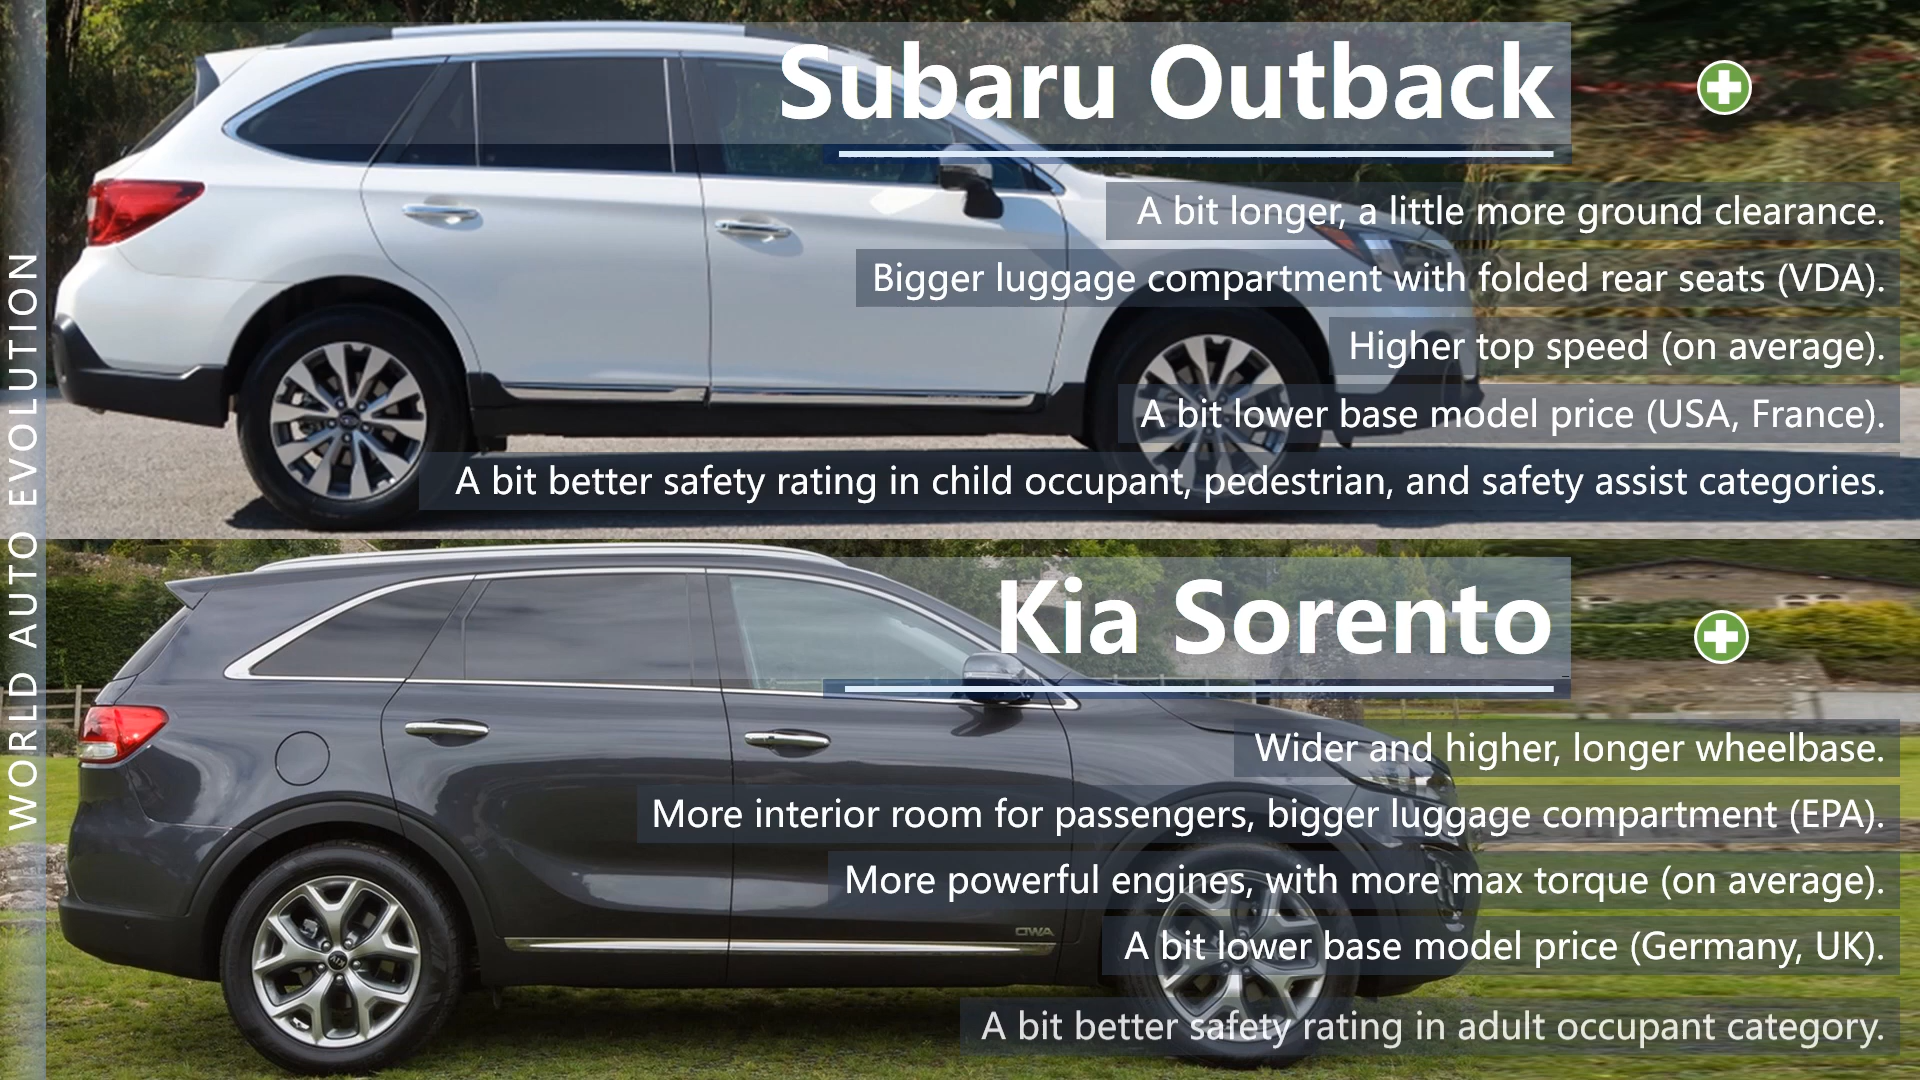 WORLD AUTO EVOLUTION
Subaru Outback
A bit longer, a little more ground clearance.
Bigger luggage compartment with folded rear seats (VDA).
Higher top speed (on average).
A bit lower base model price (USA, France).
A bit better safety rating in child occupant, pedestrian, and safety assist categories.
Kia Sorento
Wider and higher, longer wheelbase.
More interior room for passengers, bigger luggage compartment (EPA).
More powerful engines, with more max torque (on average).
A bit lower base model price (Germany, UK).
A bit better safety rating in adult occupant category.